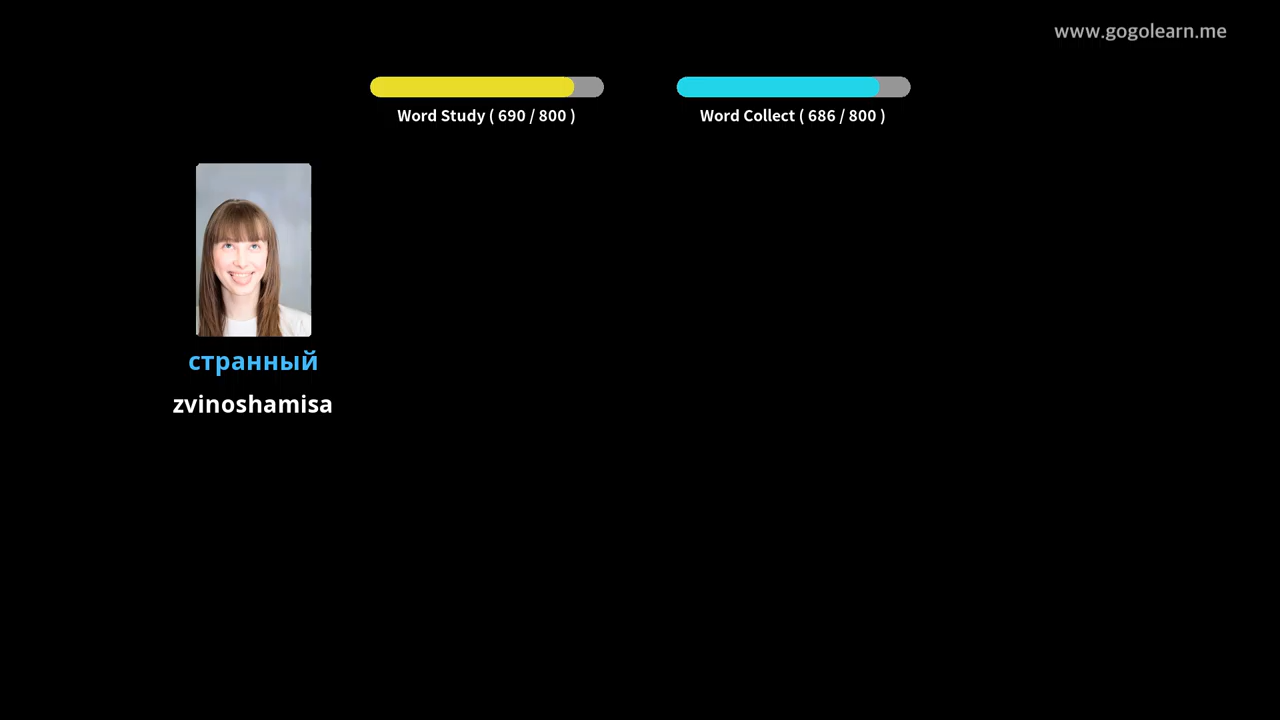 www.gogolearn.me
Word Study ( 690 / 800 )
Word Collect ( 686 / 800 )
странный
zvinoshamisa